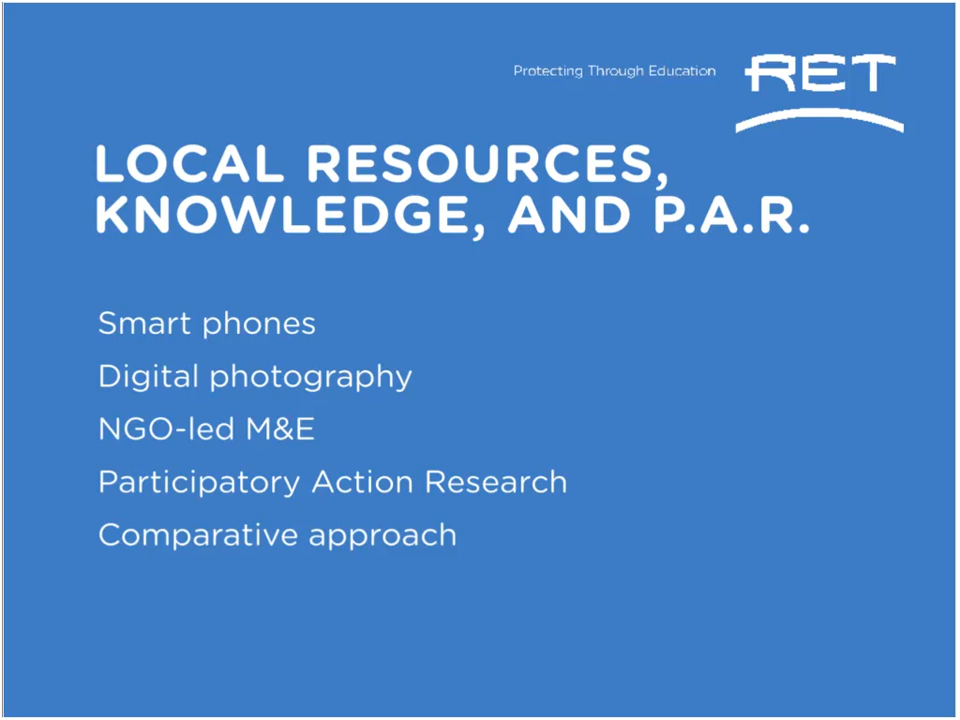 Protecting Through Education
RET
LOCAL RESOURCES,
KNOWLEDGE, AND P.A.R.
Smart phones
Digital photography
NGO-led M&E
Participatory Action Research
Comparative approach